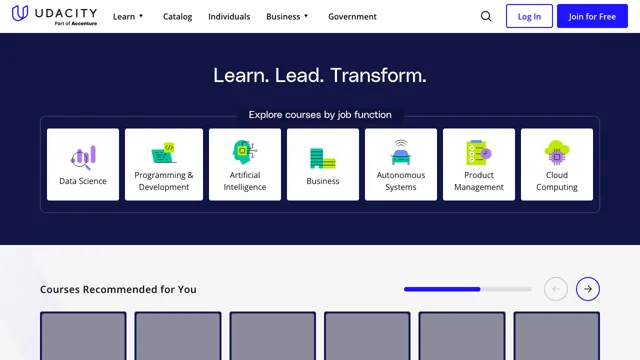 UDACITY
Part of Accenture
Learn
Catalog
Individuals
Business
Government
Log In
Join for Free
Learn. Lead. Transform.
Explore courses by job function
Data Science
Programming &
Development
Artificial
Intelligence
Business
Autonomous
Systems
Product
Management
Cloud
Computing
Courses Recommended for You